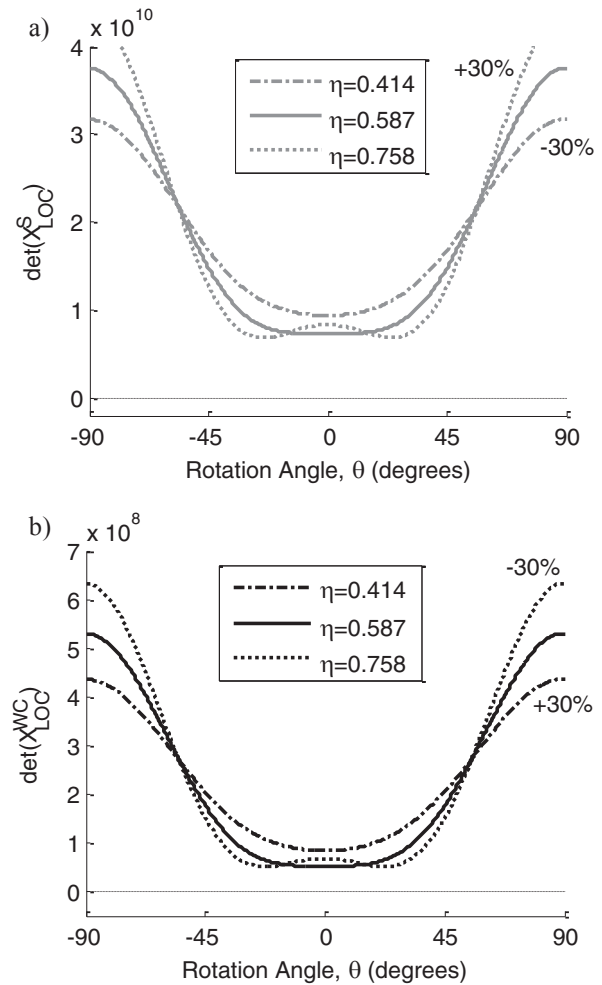 a)
x 10^10
4
3
2
1
0
det(X^S_LOC)
η=0.414
η=0.587
η=0.758
+30%
-30%
-90
-45
0
45
90
Rotation Angle, θ (degrees)
b)
x 10^8
7
6
5
4
3
2
1
0
det(X^WC_LOC)
η=0.414
η=0.587
η=0.758
-30%
+30%
-90
-45
0
45
90
Rotation Angle, θ (degrees)